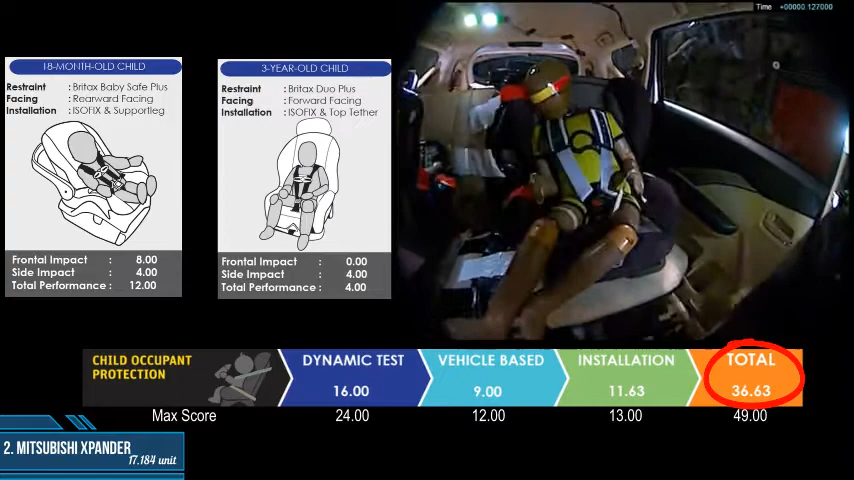 Time +00000.127000
18-MONTH-OLD CHILD
Restraint : Britax Baby Safe Plus
Facing : Rearward Facing
Installation : ISOFIX & Supportleg
Frontal Impact : 8.00
Side Impact : 4.00
Total Performance : 12.00
3-YEAR-OLD CHILD
Restraint : Britax Duo Plus
Facing : Forward Facing
Installation : ISOFIX & Top Tether
Frontal Impact : 0.00
Side Impact : 4.00
Total Performance : 4.00
CHILD OCCUPANT
PROTECTION
DYNAMIC TEST
16.00
VEHICLE BASED
9.00
INSTALLATION
11.63
TOTAL
36.63
Max Score 24.00 12.00 13.00 49.00
2. MITSUBISHI XPANDER
17.184 unit